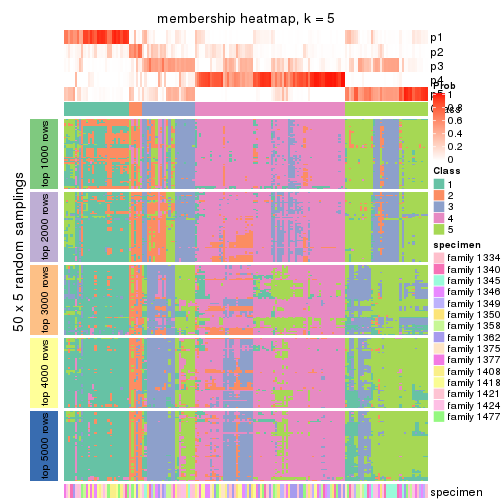 membership heatmap, k = 5
p1
p2
p3
p4
p5
Prob
1
0.8
0.6
0.4
0.2
0
Class
1
2
3
4
5
specimen
family 1334
family 1340
family 1345
family 1346
family 1349
family 1350
family 1358
family 1362
family 1375
family 1377
family 1408
family 1418
family 1421
family 1424
family 1477
50 x 5 random samplings
top 1000 rows
top 2000 rows
top 3000 rows
top 4000 rows
top 5000 rows
specimen